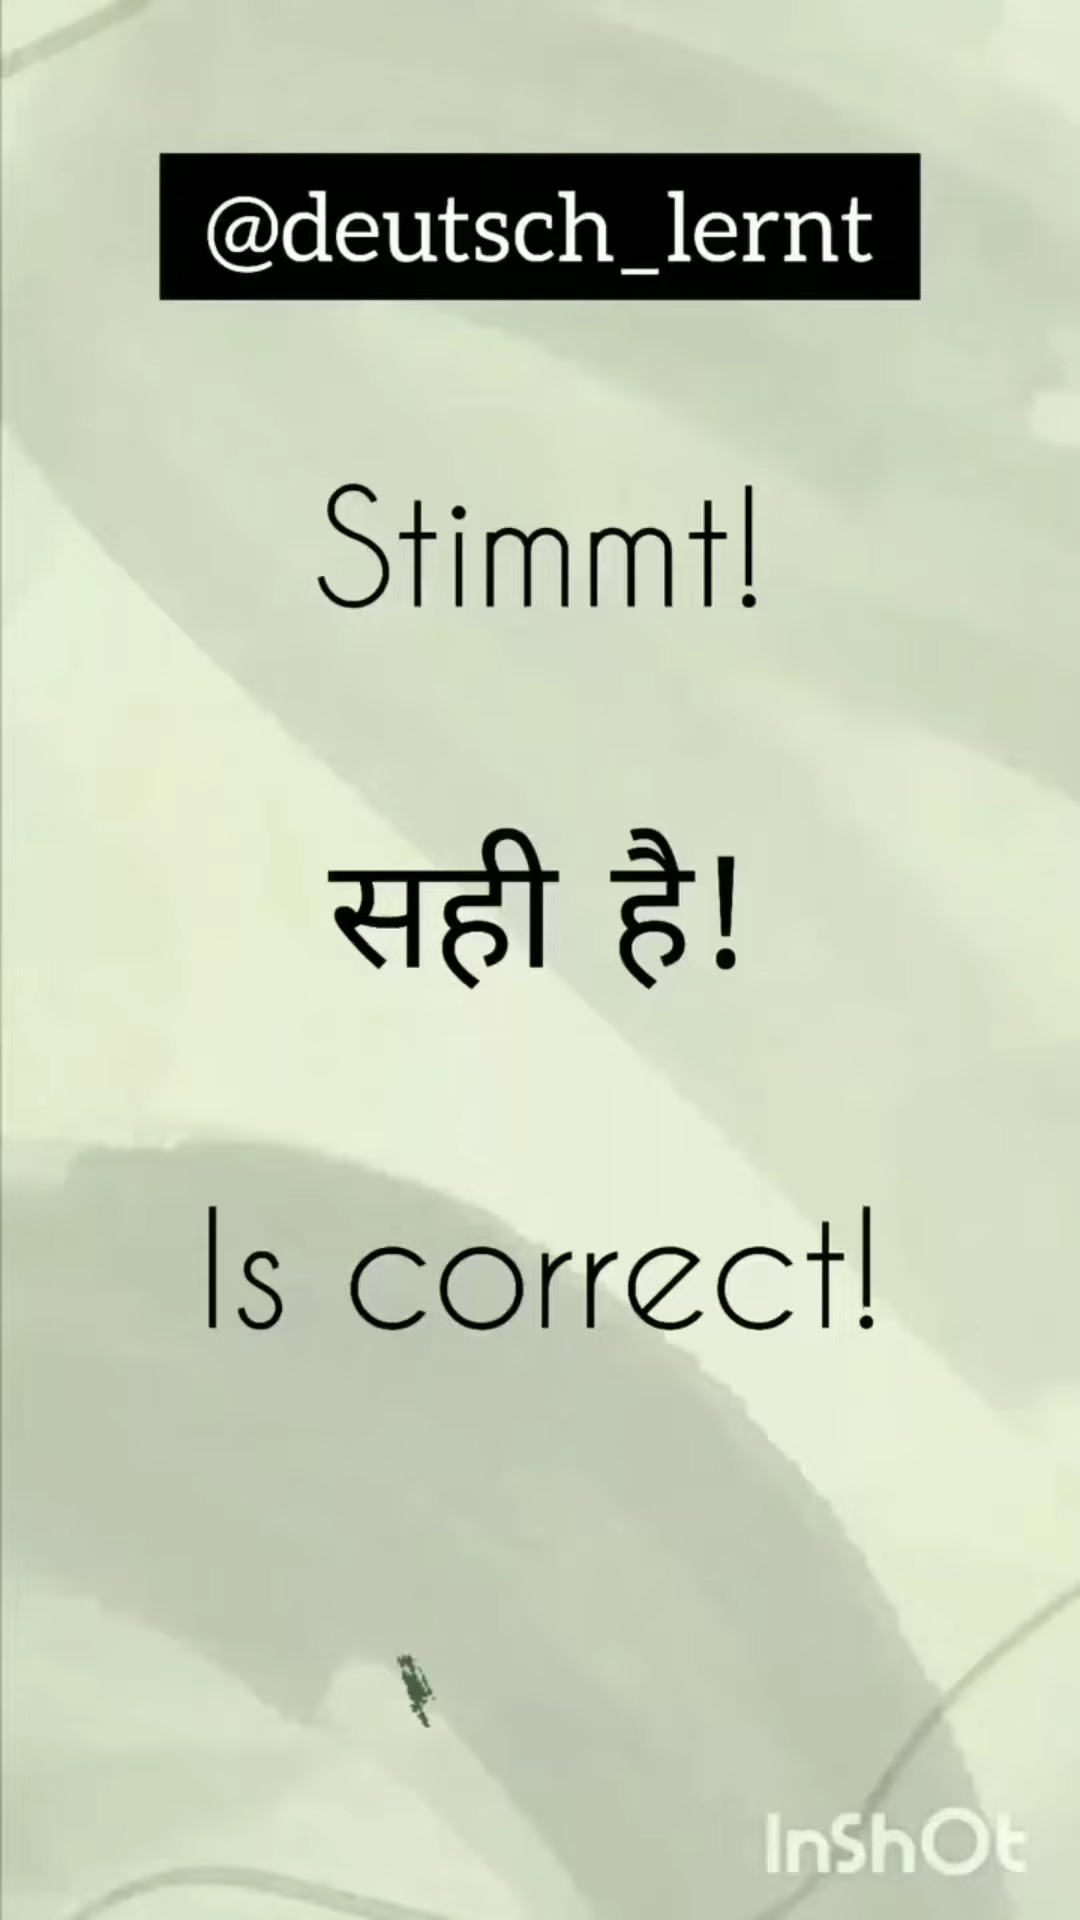 @deutsch_lernt
Stimmt!
सही है!
Is correct!
InShOt